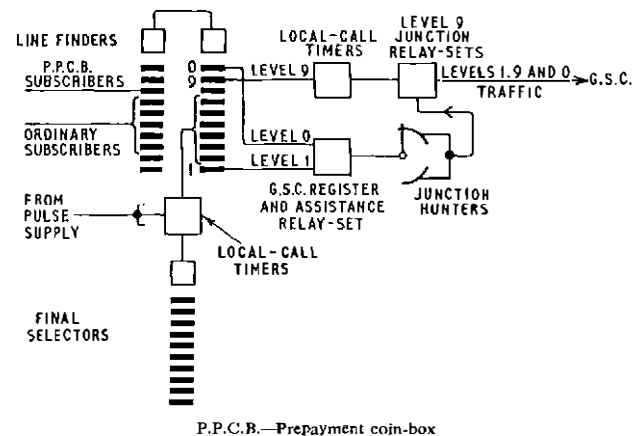 LINE FINDERS
P.P.C.B.
SUBSCRIBERS
ORDINARY
SUBSCRIBERS
FROM
PULSE
SUPPLY
FINAL
SELECTORS
0
9
1
LEVEL 9
LEVEL 0
LEVEL 1
LOCAL-CALL
TIMERS
LEVEL 9
JUNCTION
RELAY-SETS
LEVELS 1,9 AND 0
TRAFFIC
G.S.C.
G.S.C. REGISTER
AND ASSISTANCE
RELAY-SET
JUNCTION
HUNTERS
LOCAL-CALL
TIMERS
P.P.C.B.—Prepayment coin-box